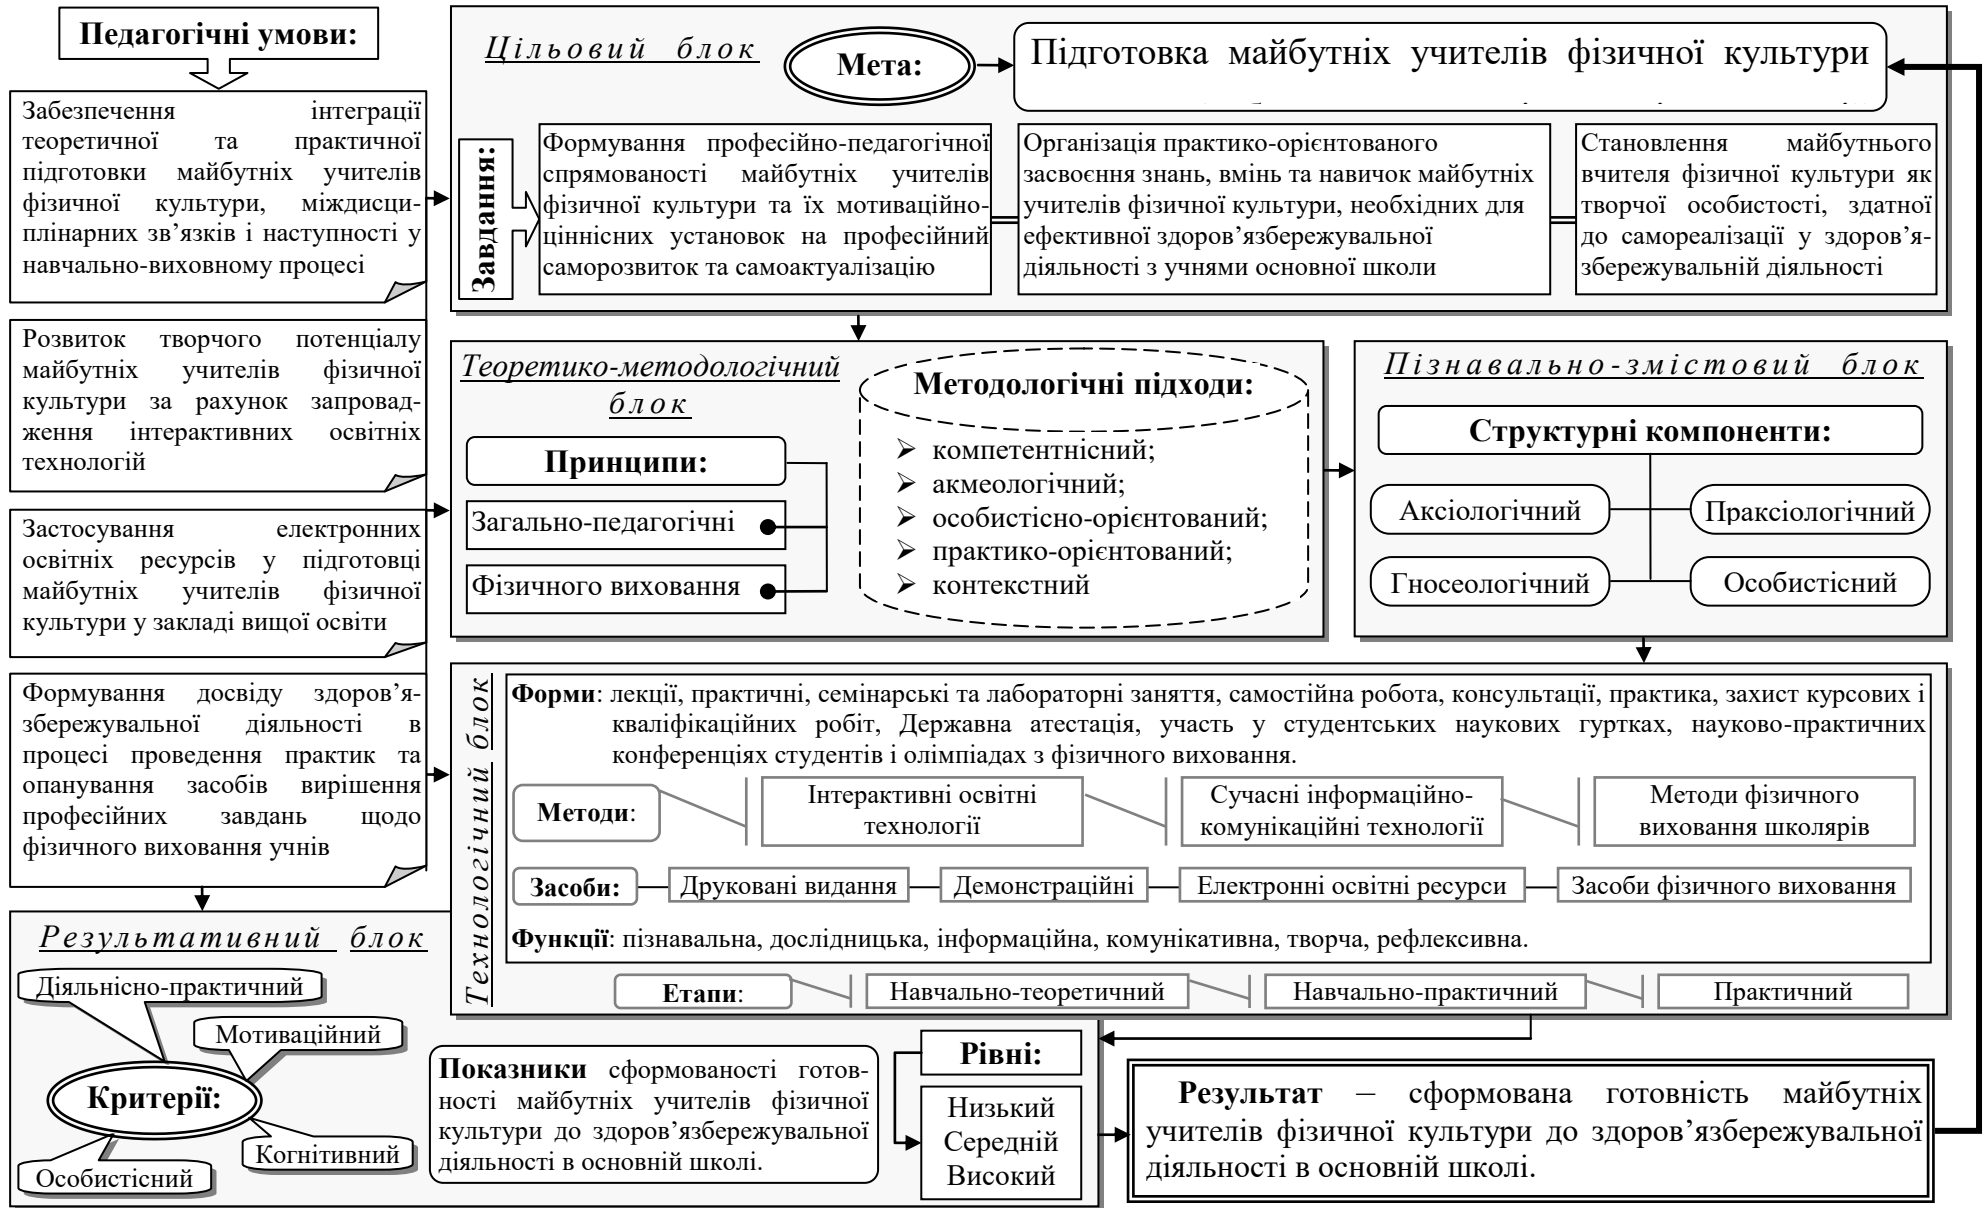 Педагогічні умови:
Забезпечення інтеграції
теоретичної та практичної
підготовки майбутніх учителів
фізичної культури, міждисци-
плінарних зв’язків і наступності у
навчально-виховному процесі
Розвиток творчого потенціалу
майбутніх учителів фізичної
культури за рахунок запровад-
ження інтерактивних освітніх
технологій
Застосування електронних
освітніх ресурсів у підготовці
майбутніх учителів фізичної
культури у закладі вищої освіти
Формування досвіду здоров’я-
збережувальної діяльності в
процесі проведення практик та
опанування засобів вирішення
професійних завдань щодо
фізичного виховання учнів
Цільовий блок
Мета:
Підготовка майбутніх учителів фізичної культури
Завдання:
Формування професійно-педагогічної
спрямованості майбутніх учителів
фізичної культури та їх мотиваційно-
ціннісних установок на професійний
саморозвиток та самоактуалізацію
Організація практико-орієнтованого
засвоєння знань, вмінь та навичок майбутніх
учителів фізичної культури, необхідних для
ефективної здоров’язбережувальної
діяльності з учнями основної школи
Становлення майбутнього
вчителя фізичної культури як
творчої особистості, здатної
до самореалізації у здоров’я-
збережувальній діяльності
Теоретико-методологічний
блок
Принципи:
Загально-педагогічні
Фізичного виховання
Методологічні підходи:
компетентнісний;
акмеологічний;
особистісно-орієнтований;
практико-орієнтований;
контекстний
Пізнавально-змістовий блок
Структурні компоненти:
Аксіологічний
Праксіологічний
Гносеологічний
Особистісний
Технологічний блок
Форми: лекції, практичні, семінарські та лабораторні заняття, самостійна робота, консультації, практика, захист курсових і
кваліфікаційних робіт, Державна атестація, участь у студентських наукових гуртках, науково-практичних
конференціях студентів і олімпіадах з фізичного виховання.
Методи:
Інтерактивні освітні
технології
Сучасні інформаційно-
комунікаційні технології
Методи фізичного
виховання школярів
Засоби:
Друковані видання
Демонстраційні
Електронні освітні ресурси
Засоби фізичного виховання
Функції: пізнавальна, дослідницька, інформаційна, комунікативна, творча, рефлексивна.
Етапи:
Навчально-теоретичний
Навчально-практичний
Практичний
Результативний блок
Діяльнісно-практичний
Мотиваційний
Критерії:
Когнітивний
Особистісний
Показники сформованості готов-
ності майбутніх учителів фізичної
культури до здоров’язбережувальної
діяльності в основній школі.
Рівні:
Низький
Середній
Високий
Результат – сформована готовність майбутніх
учителів фізичної культури до здоров’язбережувальної
діяльності в основній школі.